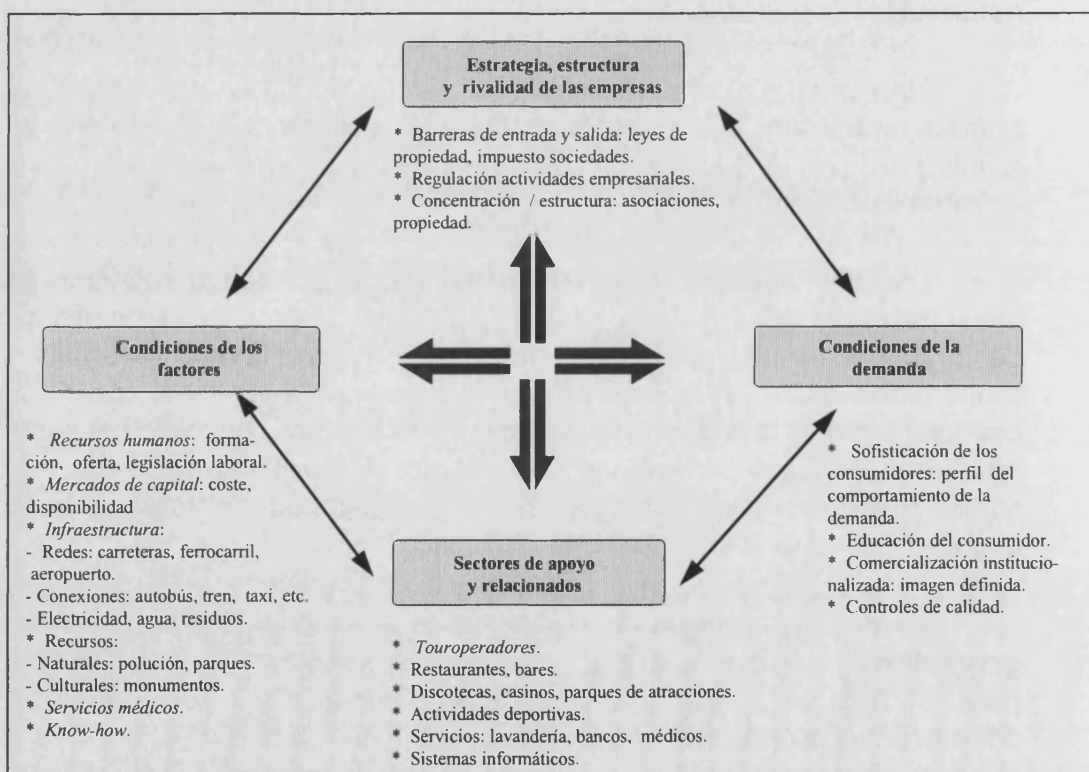 Estrategia, estructura
y rivalidad de las empresas
* Barreras de entrada y salida: leyes de
propiedad, impuesto sociedades.
* Regulación actividades empresariales.
* Concentración / estructura: asociaciones,
propiedad.
Condiciones de los
factores
* Recursos humanos: forma-
ción, oferta, legislación laboral.
* Mercados de capital: coste,
disponibilidad
* Infraestructura:
- Redes: carreteras, ferrocarril,
aeropuerto.
- Conexiones: autobús, tren, taxi, etc.
- Electricidad, agua, residuos.
* Recursos:
- Naturales: polución, parques.
- Culturales: monumentos.
* Servicios médicos.
* Know-how.
Condiciones de la
demanda
* Sofisticación de los
consumidores: perfil del
comportamiento de la
demanda.
* Educación del consumidor.
* Comercialización institucio-
nalizada: imagen definida.
* Controles de calidad.
Sectores de apoyo
y relacionados
* Touroperadores.
* Restaurantes, bares.
* Discotecas, casinos, parques de atracciones.
* Actividades deportivas.
* Servicios: lavandería, bancos, médicos.
* Sistemas informáticos.